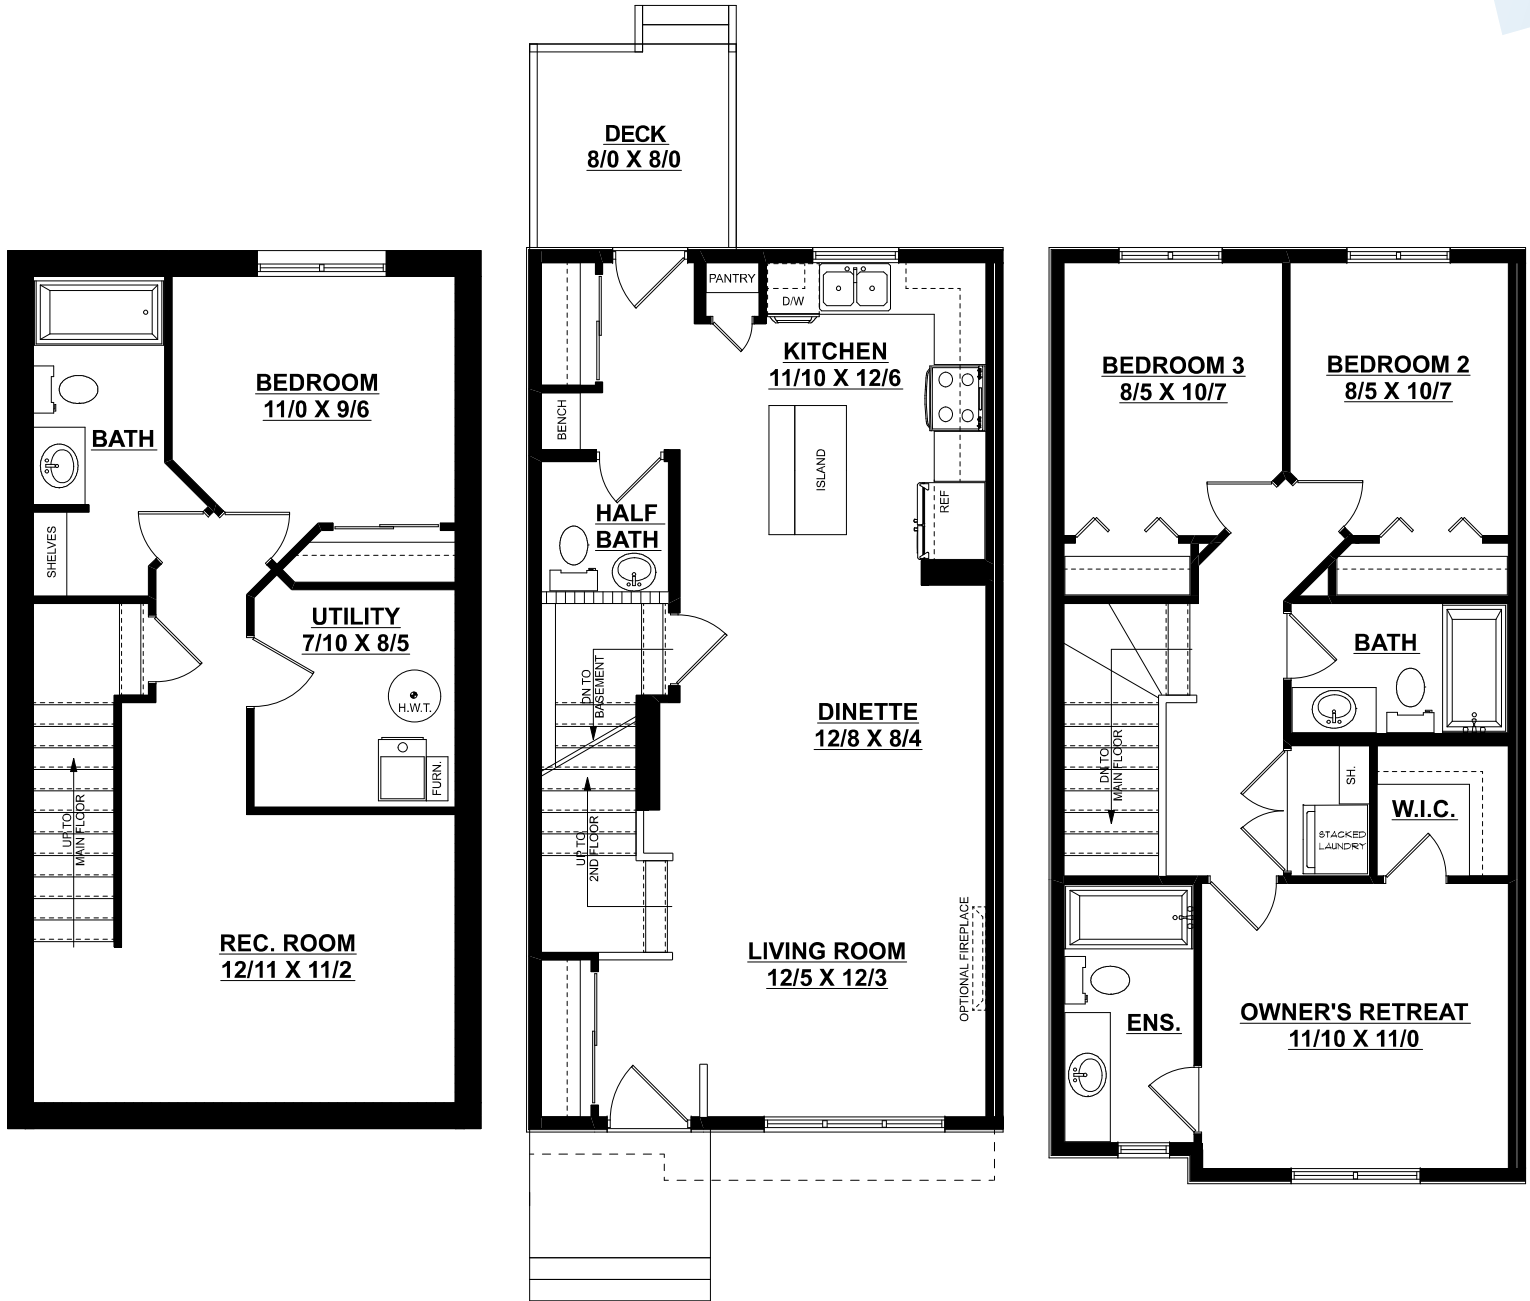 BATH
BEDROOM
11/0 X 9/6
SHELVES
UTILITY
7/10 X 8/5
H.W.T.
FURN.
UP TO
MAIN FLOOR
REC. ROOM
12/11 X 11/2
DECK
8/0 X 8/0
PANTRY
D/W
KITCHEN
11/10 X 12/6
BENCH
ISLAND
REF
HALF
BATH
DN TO
BASEMENT
DINETTE
12/8 X 8/4
UP TO
2ND FLOOR
LIVING ROOM
12/5 X 12/3
OPTIONAL FIREPLACE
BEDROOM 3
8/5 X 10/7
BEDROOM 2
8/5 X 10/7
BATH
DN TO
MAIN FLOOR
SH.
STACKED
LAUNDRY
W.I.C.
ENS.
OWNER'S RETREAT
11/10 X 11/0